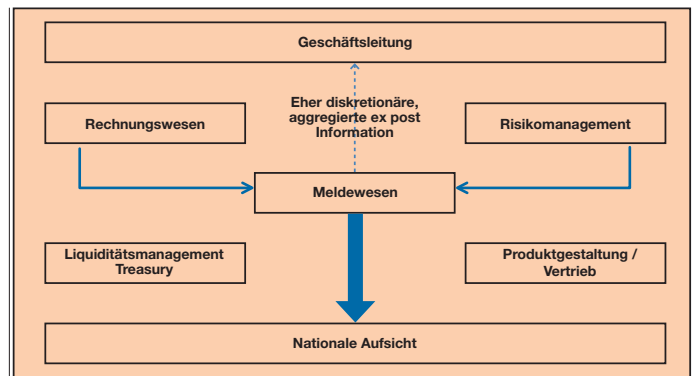 Geschäftsleitung
Eher diskretionäre,
aggregierte ex post
Information
Rechnungswesen
Risikomanagement
Meldewesen
Liquiditätsmanagement
Treasury
Produktgestaltung /
Vertrieb
Nationale Aufsicht